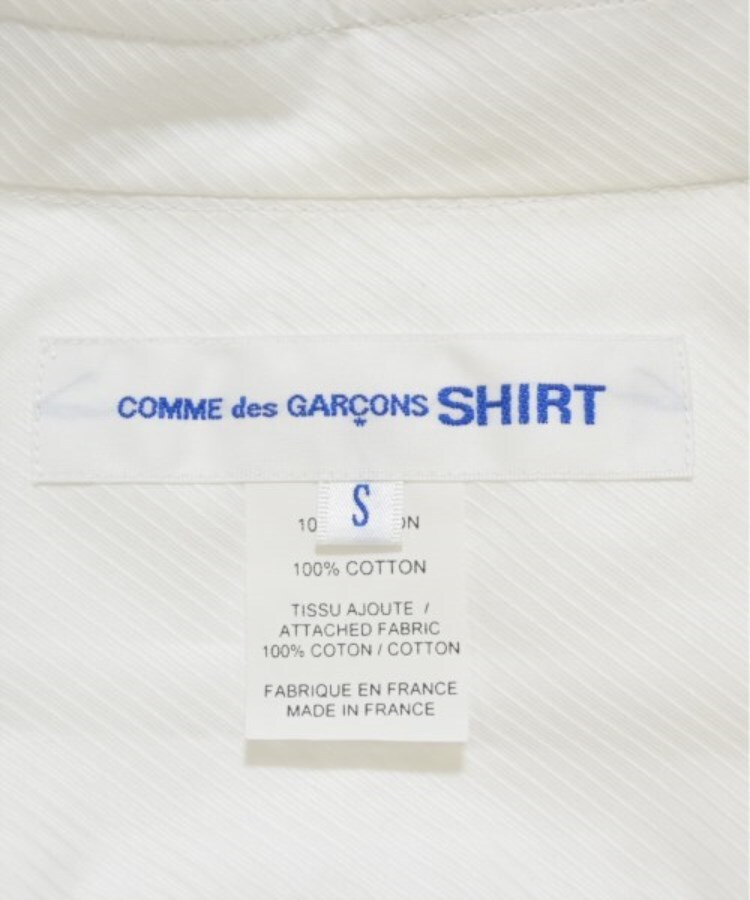 COMME des GARÇONS SHIRT
S
100% COTTON
TISSU AJOUTE /
ATTACHED FABRIC
100% COTON / COTTON
FABRIQUE EN FRANCE
MADE IN FRANCE